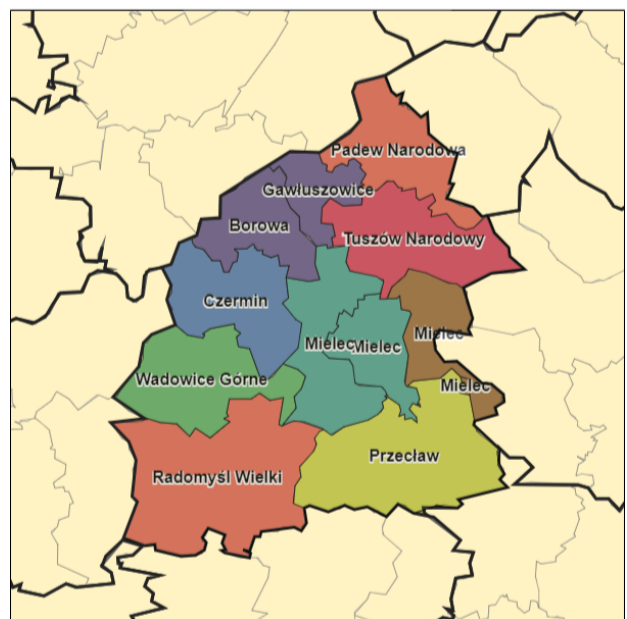 Padew Narodowa
Gawłuszowice
Borowa
Tuszów Narodowy
Czermin
Mielec
Mielec
Mielec
Wadowice Górne
Mielec
Przecław
Radomyśl Wielki